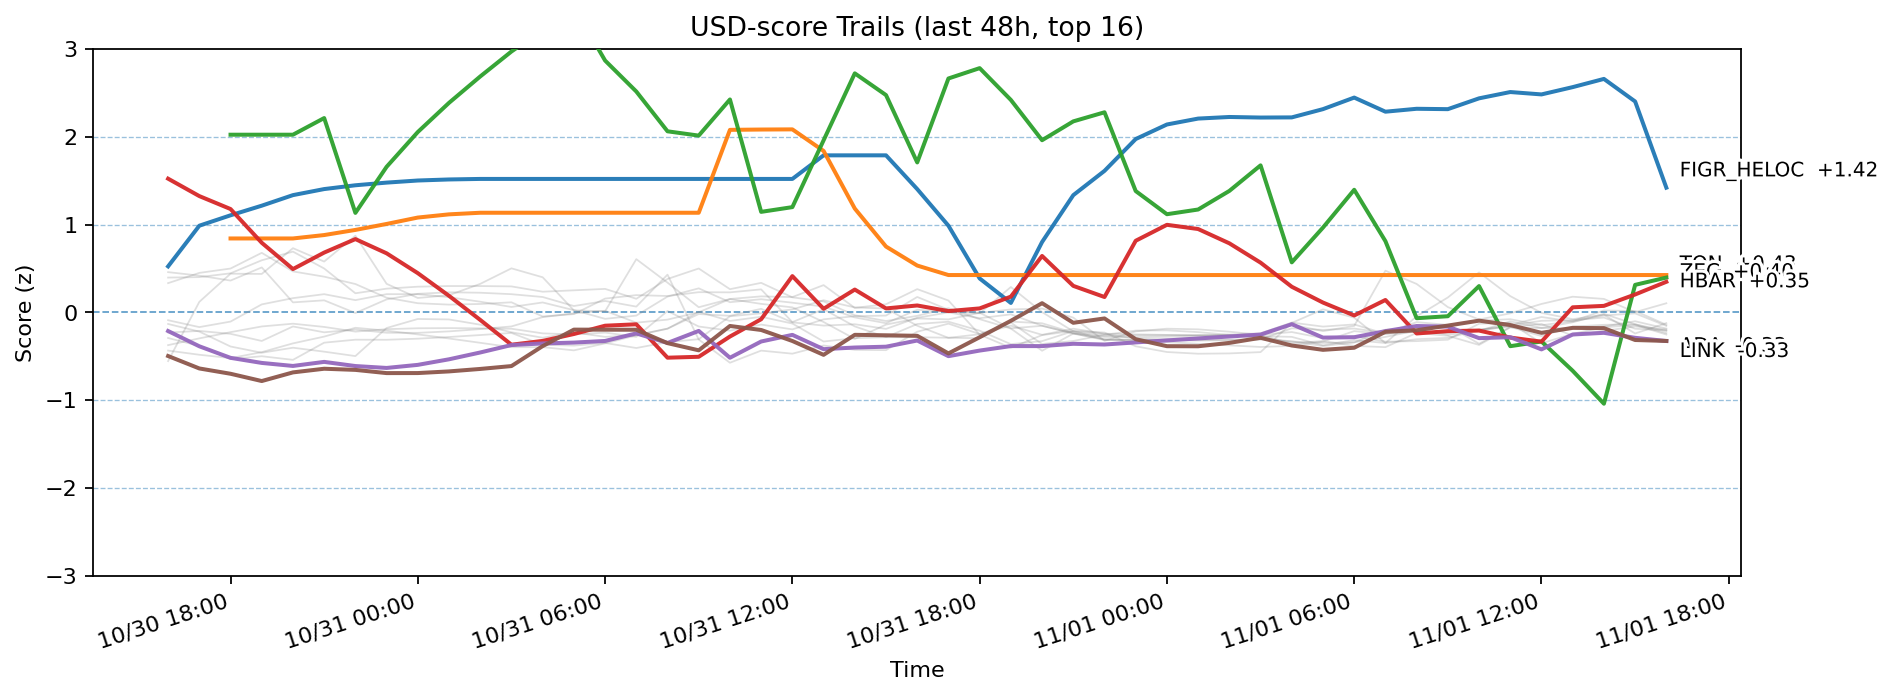 USD-score Trails (last 48h, top 16)
Score (z)
3
2
1
0
−1
−2
−3
FIGR_HELOC +1.42
HBAR +0.35
LINK -0.33
10/30 18:00
10/31 00:00
10/31 06:00
10/31 12:00
10/31 18:00
11/01 00:00
11/01 06:00
11/01 12:00
11/01 18:00
Time